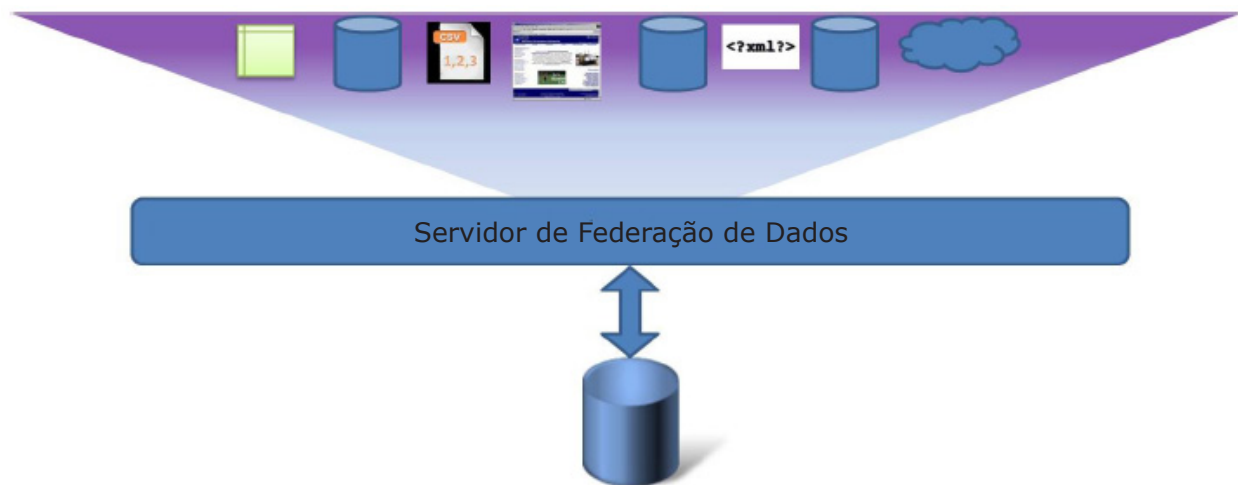 CSV
1,2,3
<?xml?>
Servidor de Federação de Dados